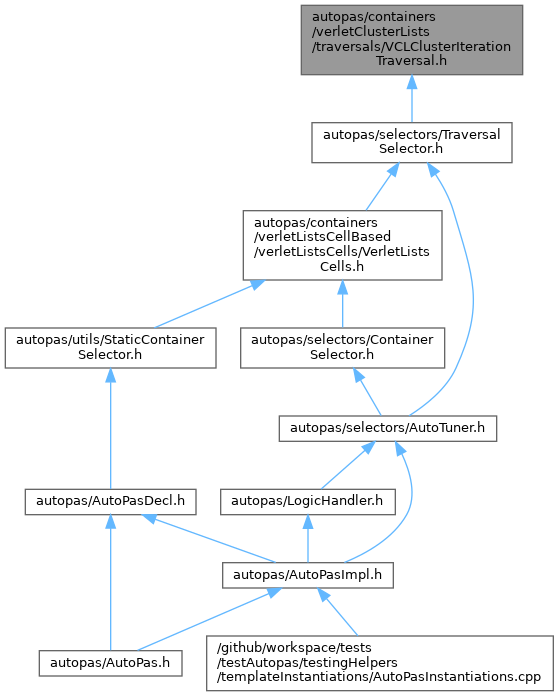 autopas/containers
/verletClusterLists
/traversals/VCLClusterIteration
Traversal.h
autopas/selectors/Traversal
Selector.h
autopas/containers
/verletListsCellBased
/verletListsCells/VerletLists
Cells.h
autopas/utils/StaticContainer
Selector.h
autopas/selectors/Container
Selector.h
autopas/selectors/AutoTuner.h
autopas/AutoPasDecl.h
autopas/LogicHandler.h
autopas/AutoPasImpl.h
autopas/AutoPas.h
/github/workspace/tests
/testAutopas/testingHelpers
/templateInstantiations/AutoPasInstantiations.cpp